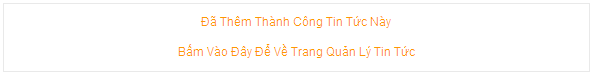 Đã Thêm Thành Công Tin Tức Này
Bấm Vào Đây Để Về Trang Quản Lý Tin Tức